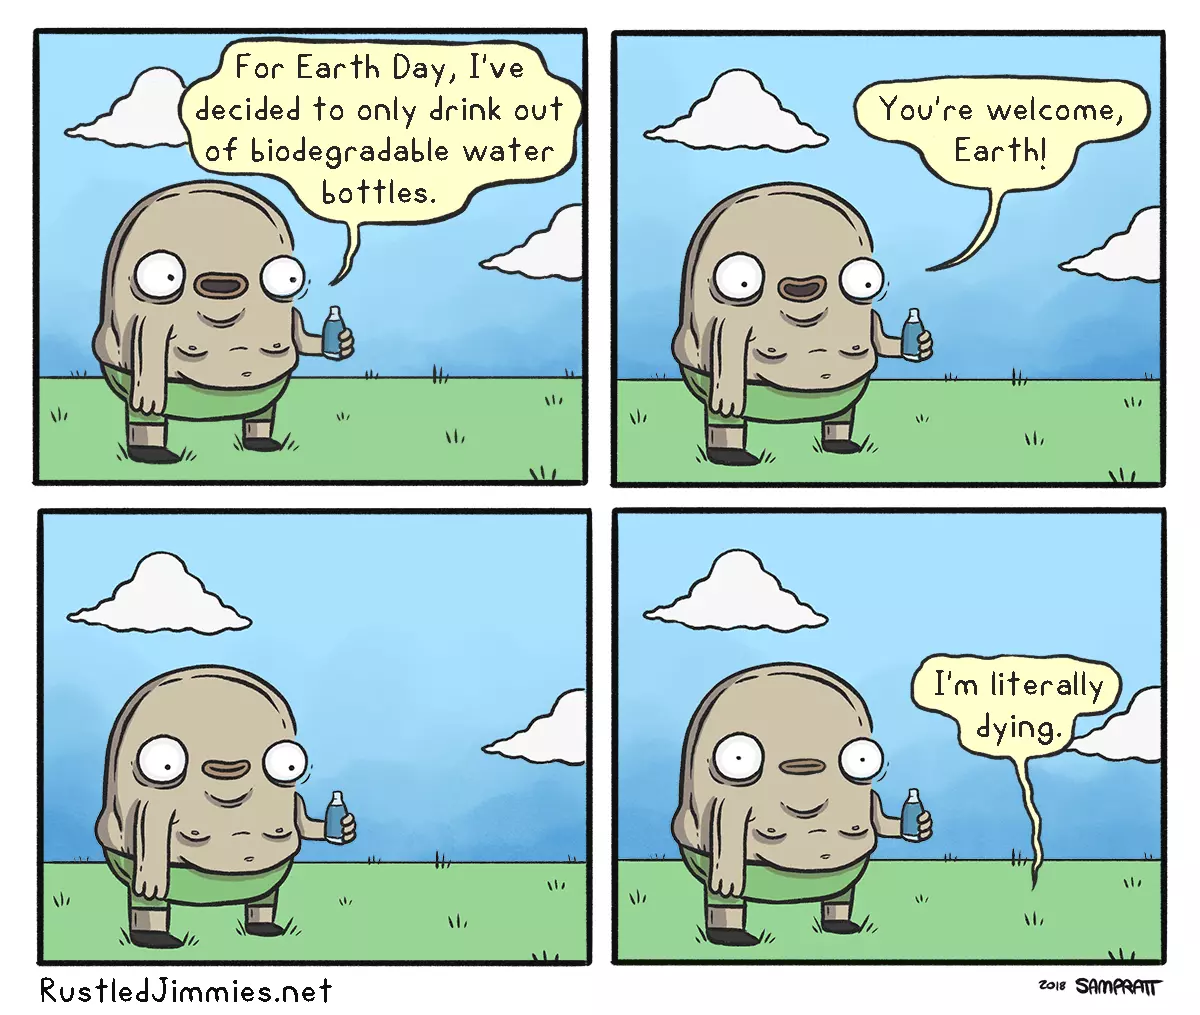 For Earth Day, I've
decided to only drink out
of biodegradable water
bottles.
You're welcome,
Earth!
I'm literally
dying.
RustledJimmies.net
2018 SAMPRATT